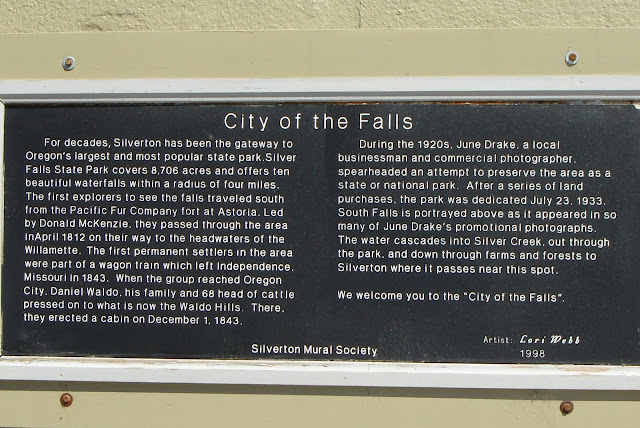 City of the Falls
For decades, Silverton has been the gateway to
Oregon's largest and most popular state park.Silver
Falls State Park covers 8,706 acres and offers ten
beautiful waterfalls within a radius of four miles.
The first explorers to see the falls traveled south
from the Pacific Fur Company fort at Astoria. Led
by Donald McKenzie, they passed through the area
inApril 1812 on their way to the headwaters of the
Willamette. The first permanent settlers in the area
were part of a wagon train which left Independence,
Missouri in 1843. When the group reached Oregon
City, Daniel Waldo, his family and 68 head of cattle
pressed on to what is now the Waldo Hills. There,
they erected a cabin on December 1, 1843.
During the 1920s, June Drake, a local
businessman and commercial photographer,
spearheaded an attempt to preserve the area as a
state or national park. After a series of land
purchases, the park was dedicated July 23, 1933.
South Falls is portrayed above as it appeared in so
many of June Drake's promotional photographs.
The water cascades into Silver Creek, out through
the park, and down through farms and forests to
Silverton where it passes near this spot.
We welcome you to the "City of the Falls".
Artist: Lori Webb
1998
Silverton Mural Society